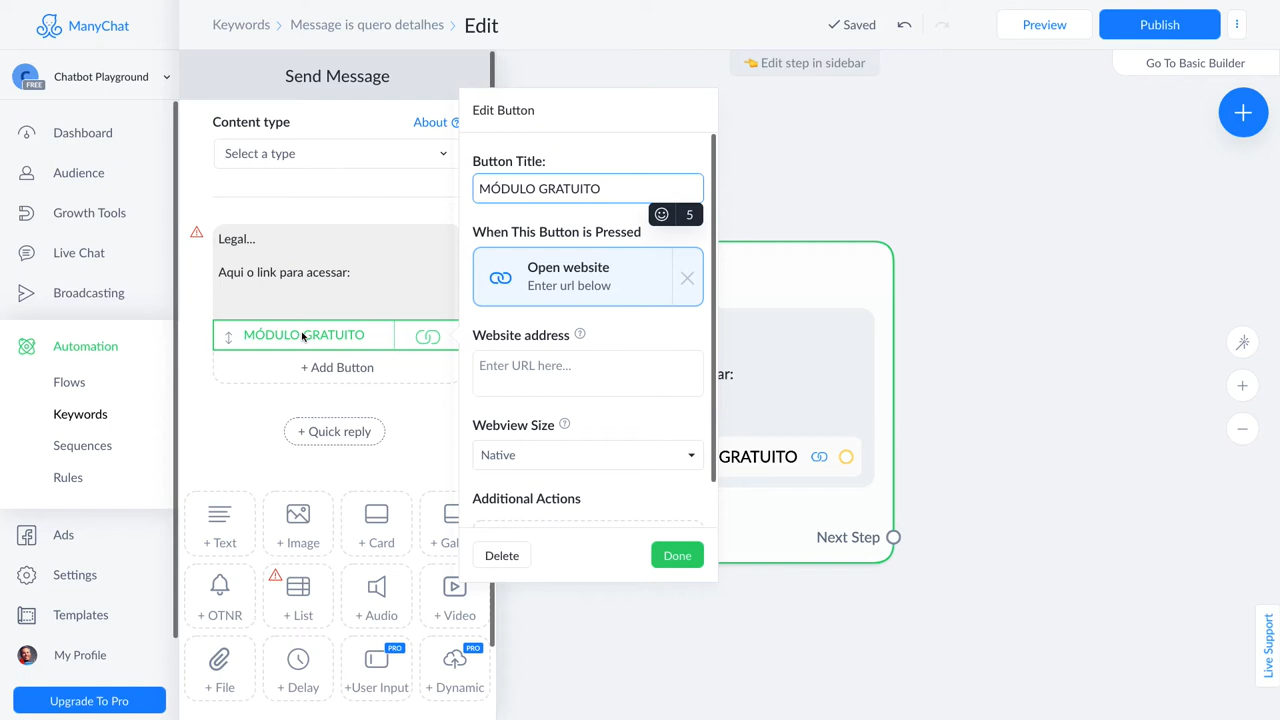 ManyChat
Keywords
Message is quero detalhes
Edit
Saved
Preview
Publish
Chatbot Playground
FREE
Send Message
👈 Edit step in sidebar
Go To Basic Builder
Dashboard
Audience
Growth Tools
Live Chat
Broadcasting
Automation
Flows
Keywords
Sequences
Rules
Ads
Settings
Templates
My Profile
Upgrade To Pro
Content type
About
Select a type
Legal...
Aqui o link para acessar:
MÓDULO GRATUITO
+ Add Button
+ Quick reply
+ Text
+ Image
+ Card
+ Gal
+ OTNR
+ List
+ Audio
+ Video
PRO
PRO
+ File
+ Delay
+User Input
+ Dynamic
Edit Button
Button Title:
MÓDULO GRATUITO
5
When This Button is Pressed
Open website
Enter url below
Website address
Enter URL here...
Webview Size
Native
Additional Actions
Delete
Done
ar:
GRATUITO
Next Step
Live Support